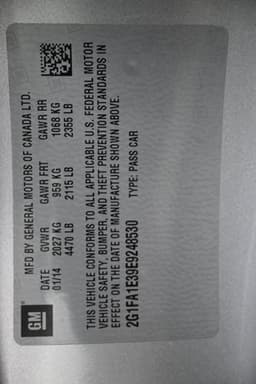 GM
MFD BY GENERAL MOTORS OF CANADA LTD.
DATE GVWR GAWR FRT GAWR RR
01/14 2027 KG 959 KG 1068 KG
4470 LB 2115 LB 2355 LB
THIS VEHICLE CONFORMS TO ALL APPLICABLE U.S. FEDERAL MOTOR
VEHICLE SAFETY, BUMPER, AND THEFT PREVENTION STANDARDS IN
EFFECT ON THE DATE OF MANUFACTURE SHOWN ABOVE.
2G1FA1E39E9248530 TYPE: PASS CAR